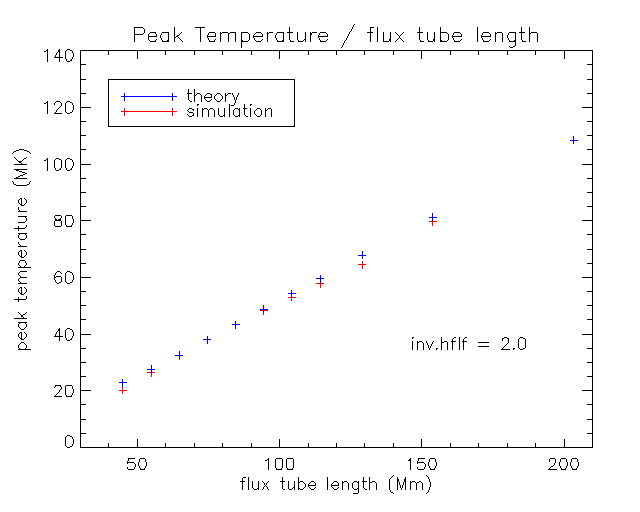 Peak Temperature / flux tube length
140
120
100
80
60
40
20
0
peak temperature (MK)
theory
simulation
inv.hflf = 2.0
50
100
150
200
flux tube length (Mm)